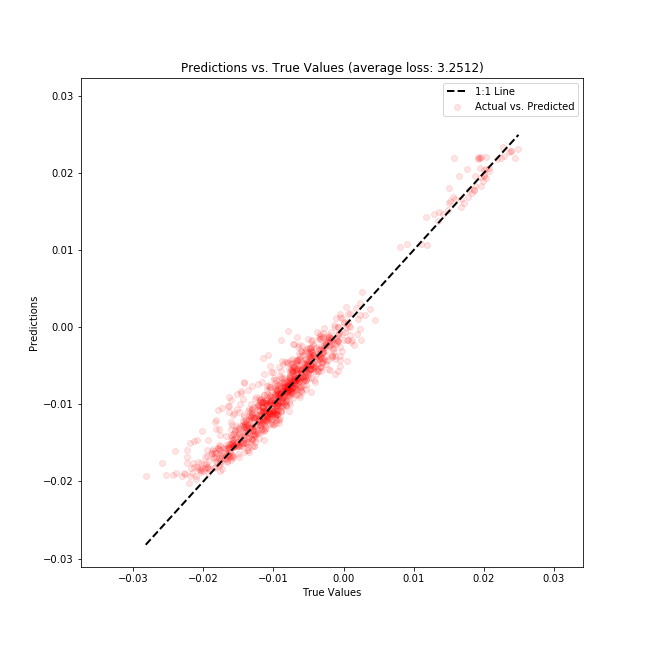 Predictions vs. True Values (average loss: 3.2512)
1:1 Line
Actual vs. Predicted
0.03
0.02
0.01
0.00
−0.01
−0.02
−0.03
Predictions
−0.03 −0.02 −0.01 0.00 0.01 0.02 0.03
True Values